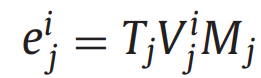 e^i_j = T_j V^i_j M_j